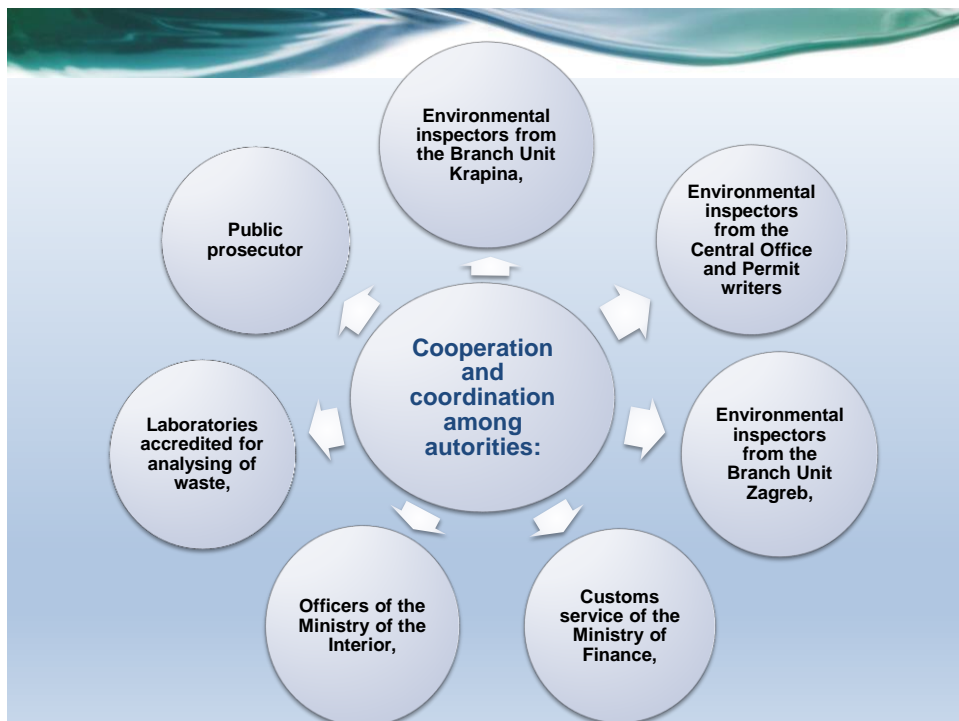 Environmental
inspectors from
the Branch Unit
Krapina,
Environmental
inspectors
from the
Central Office
and Permit
writers
Environmental
inspectors
from the
Branch Unit
Zagreb,
Customs
service of the
Ministry of
Finance,
Officers of the
Ministry of the
Interior,
Laboratories
accredited for
analysing of
waste,
Public
prosecutor
Cooperation
and
coordination
among
autorities: